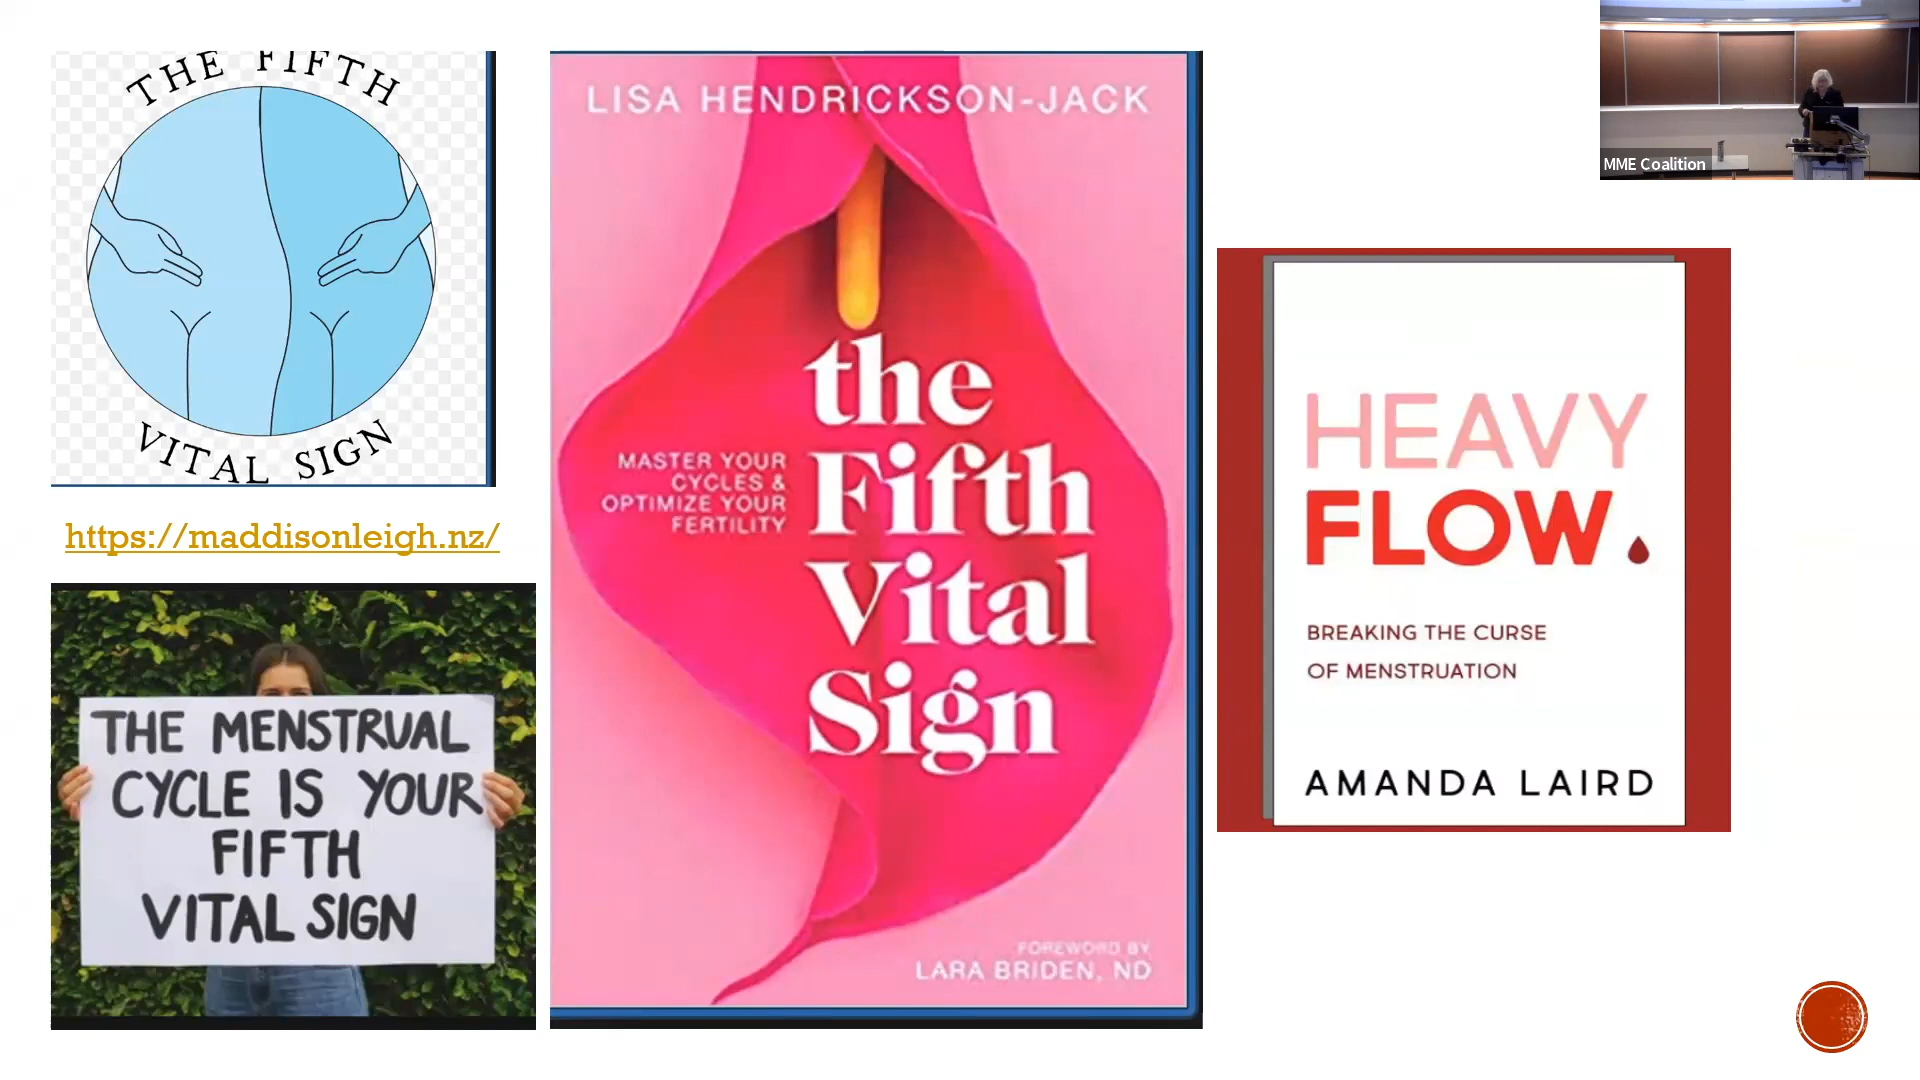 THE FIFTH
VITAL SIGN
https://maddisonleigh.nz/
THE MENSTRUAL
CYCLE IS YOUR
FIFTH
VITAL SIGN
LISA HENDRICKSON-JACK
the
Fifth
Vital
Sign
MASTER YOUR
CYCLES &
OPTIMIZE YOUR
FERTILITY
FOREWORD BY
LARA BRIDEN, ND
HEAVY
FLOW.
BREAKING THE CURSE
OF MENSTRUATION
AMANDA LAIRD
MME Coalition